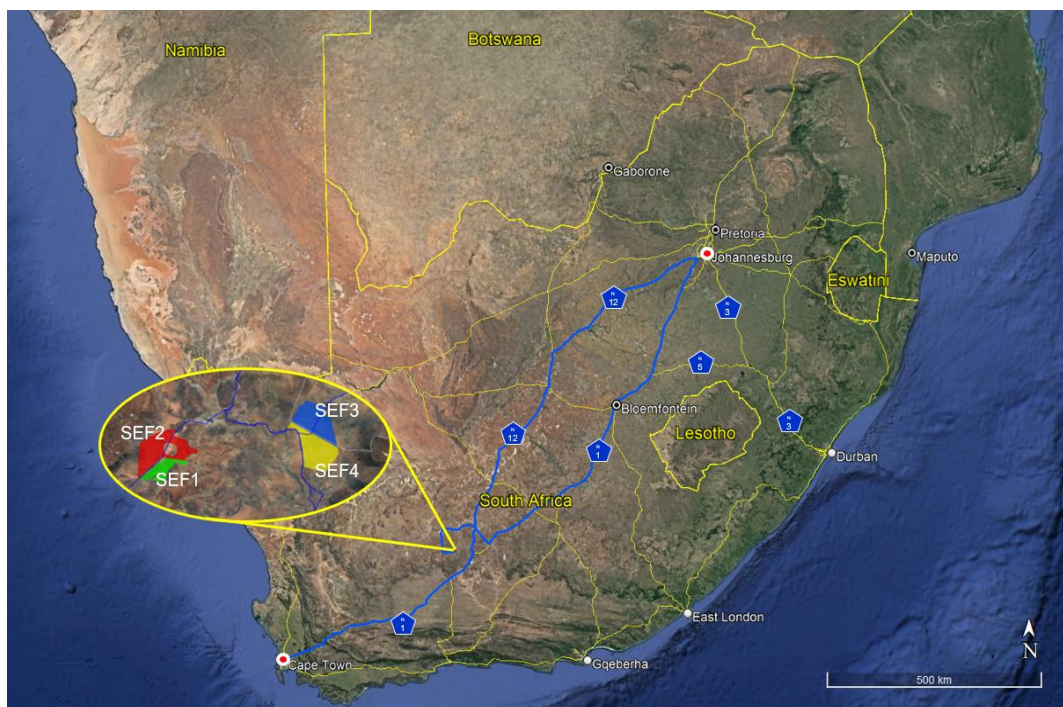 Namibia
Botswana
Gaborone
Pretoria
Johannesburg
Maputo
Eswatini
N
12
N
3
N
5
SEF3
SEF2
SEF4
SEF1
Bloemfontein
Lesotho
N
3
N
12
N
1
Durban
South Africa
N
1
East London
Cape Town
Gqeberha
N
500 km